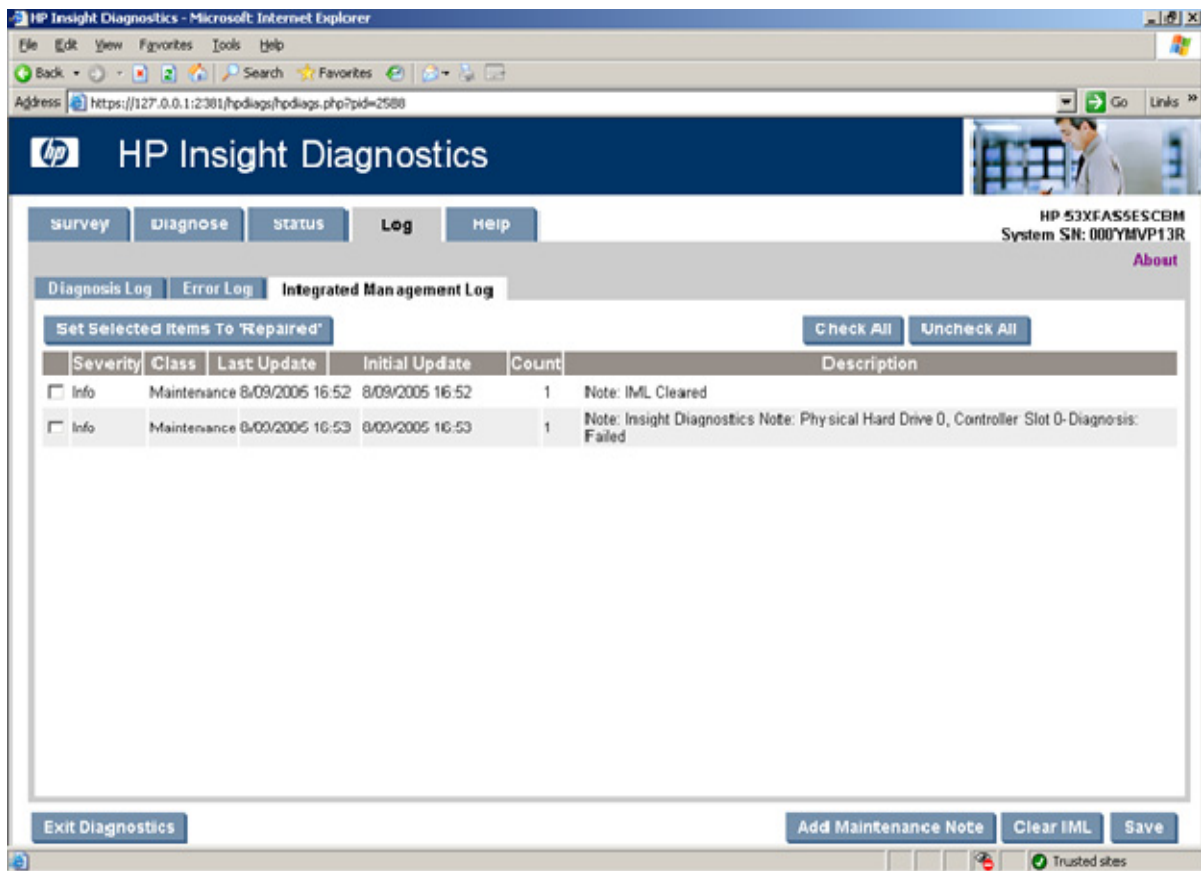 HP Insight Diagnostics - Microsoft Internet Explorer
File Edit View Favorites Tools Help
Back Search Favorites
Address https://127.0.0.1:2381/hpdiags/hpdiags.php?pid=2588 Go Links »
hp HP Insight Diagnostics
Survey Diagnose Status Log Help
HP-53XFAS5ESCBM
System SN: 000YMVP13R
About
Diagnosis Log Error Log Integrated Management Log
Set Selected Items To 'Repaired' Check All Uncheck All
Severity Class Last Update Initial Update Count Description
Info Maintenance 8/09/2005 16:52 8/09/2005 16:52 1 Note: IML Cleared
Info Maintenance 8/09/2005 16:53 8/09/2005 16:53 1 Note: Insight Diagnostics Note: Physical Hard Drive 0, Controller Slot 0-Diagnosis:
Failed
Exit Diagnostics Add Maintenance Note Clear IML Save
Trusted sites